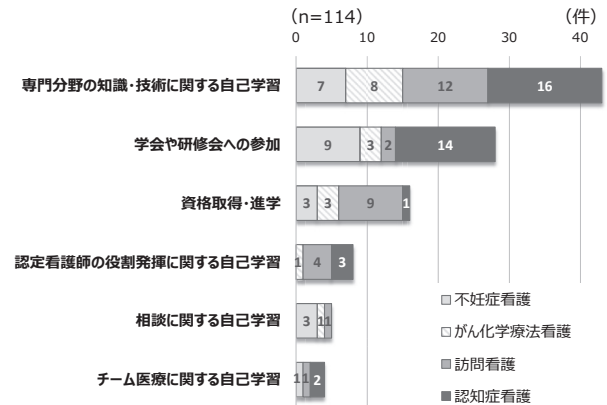 (n=114) (件)
0 10 20 30 40
専門分野の知識・技術に関する自己学習 7 8 12 16
学会や研修会への参加 9 3 2 14
資格取得・進学 3 3 9 1
認定看護師の役割発揮に関する自己学習 1 4 3
相談に関する自己学習 3 1 1
チーム医療に関する自己学習 1 1 2
不妊症看護
がん化学療法看護
訪問看護
認知症看護